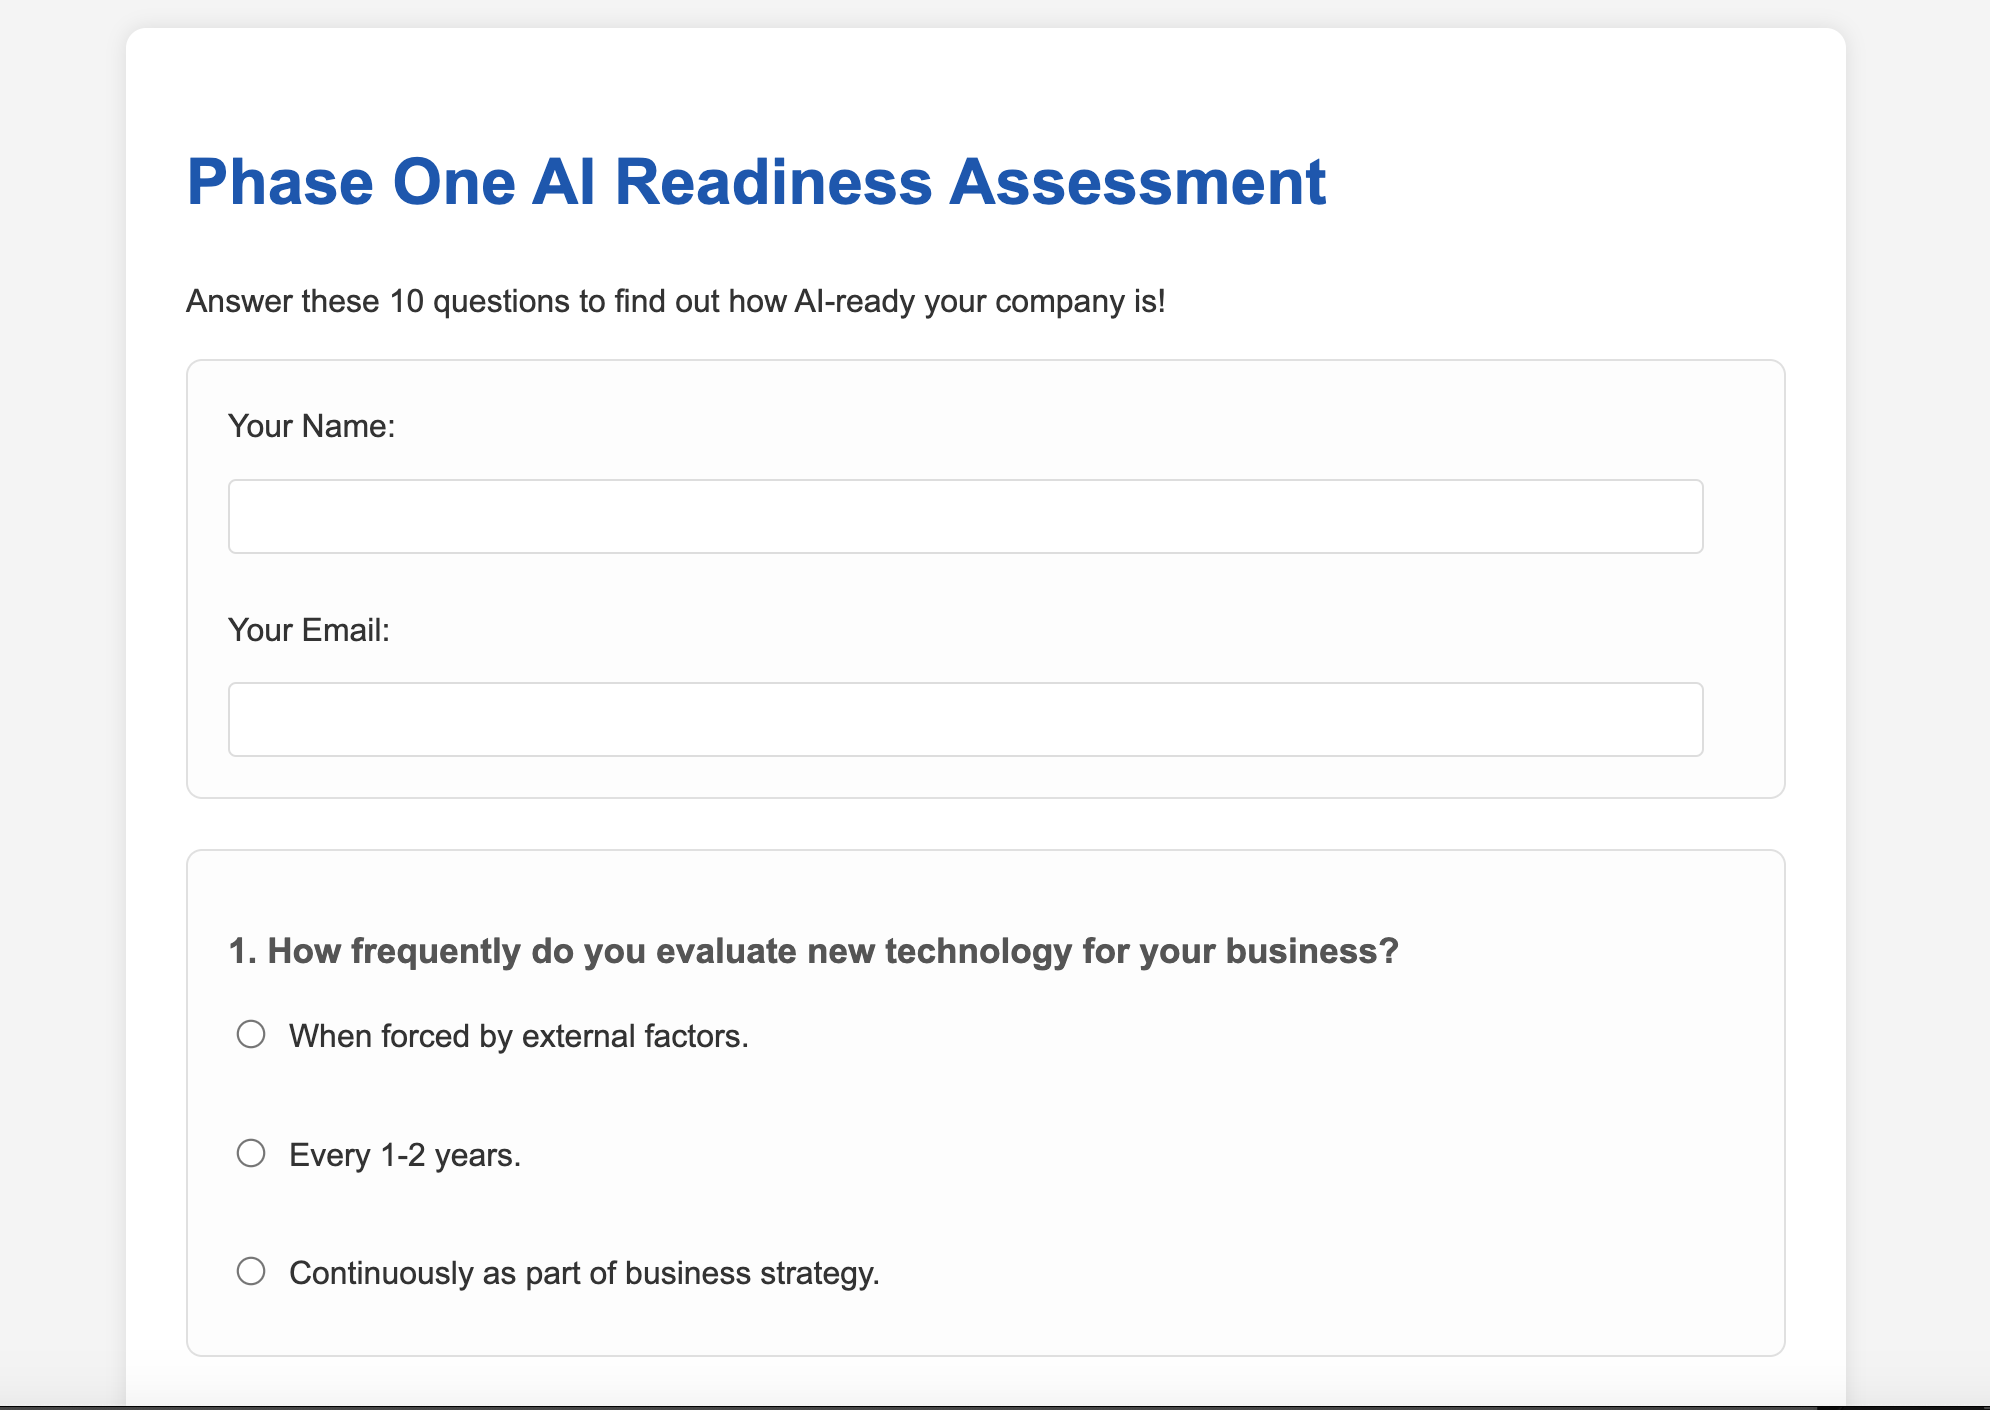 Phase One AI Readiness Assessment
Answer these 10 questions to find out how AI-ready your company is!
Your Name:
Your Email:
1. How frequently do you evaluate new technology for your business?
When forced by external factors.
Every 1-2 years.
Continuously as part of business strategy.